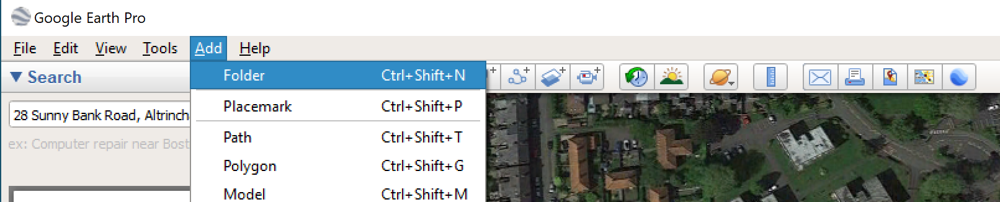 Google Earth Pro
File Edit View Tools Add Help
Search
Folder Ctrl+Shift+N
Placemark Ctrl+Shift+P
28 Sunny Bank Road, Altrinch
Path Ctrl+Shift+T
ex: Computer repair near Bost
Polygon Ctrl+Shift+G
Model Ctrl+Shift+M